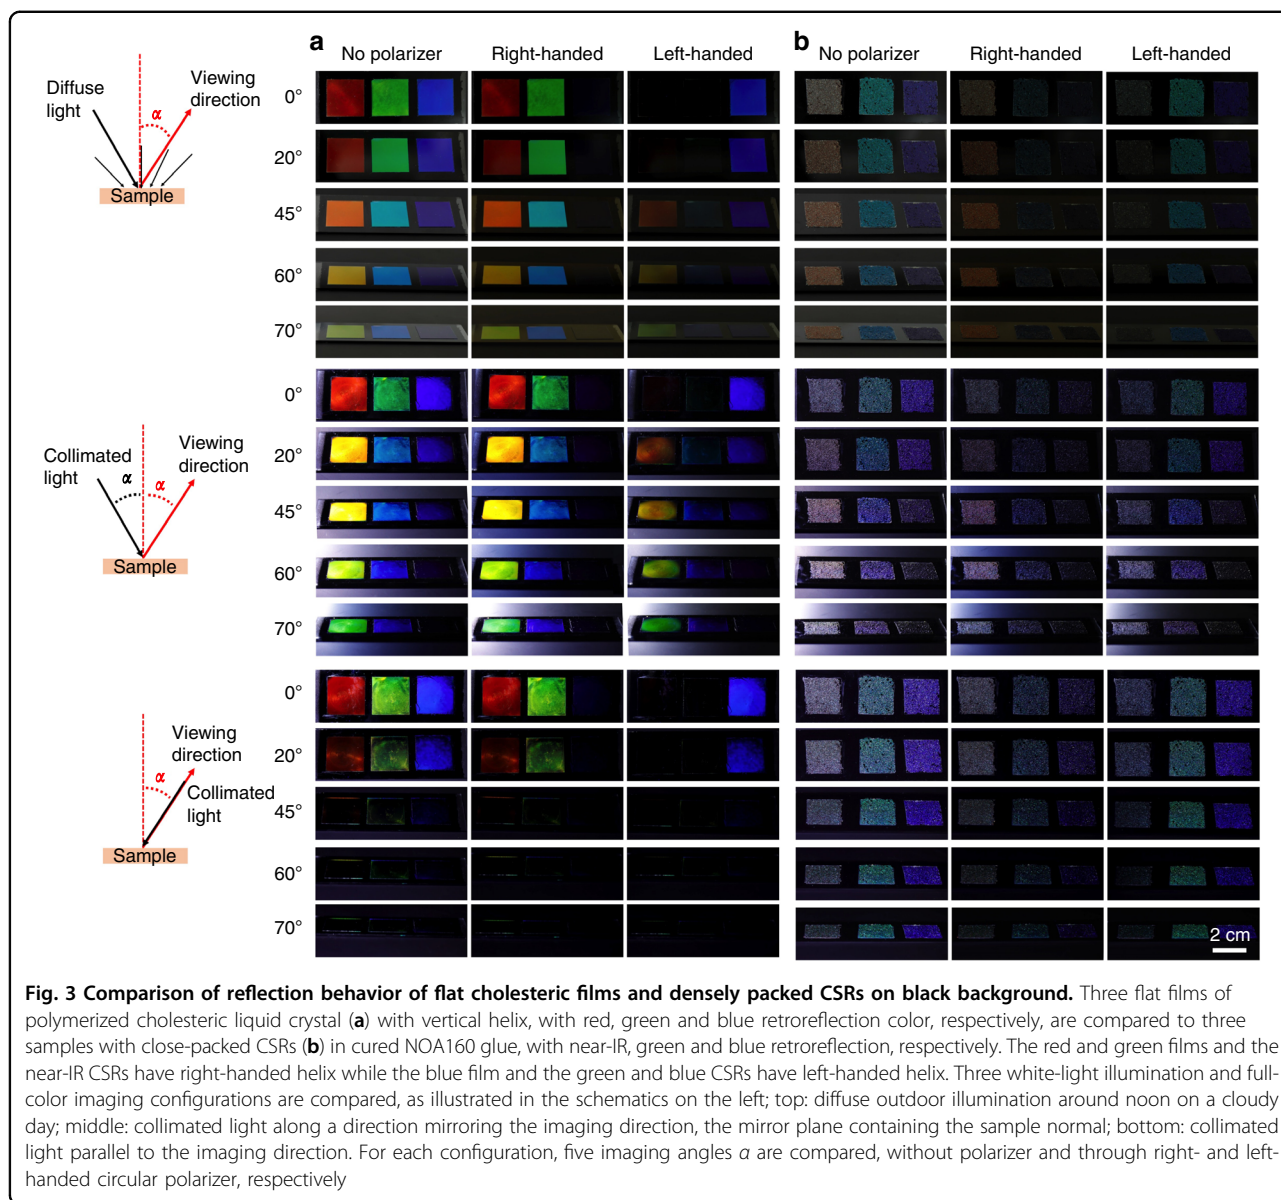 a
b
No polarizer
Right-handed
Left-handed
No polarizer
Right-handed
Left-handed
Diffuse
light
Viewing
direction
α
Sample
0°
20°
45°
60°
70°
Collimated
light
α
α
Viewing
direction
Sample
0°
20°
45°
60°
70°
Viewing
direction
α
Collimated
light
Sample
0°
20°
45°
60°
70°
2 cm
Fig. 3 Comparison of reflection behavior of flat cholesteric films and densely packed CSRs on black background. Three flat films of
polymerized cholesteric liquid crystal (a) with vertical helix, with red, green and blue retroreflection color, respectively, are compared to three
samples with close-packed CSRs (b) in cured NOA160 glue, with near-IR, green and blue retroreflection, respectively. The red and green films and the
near-IR CSRs have right-handed helix while the blue film and the green and blue CSRs have left-handed helix. Three white-light illumination and full-
color imaging configurations are compared, as illustrated in the schematics on the left; top: diffuse outdoor illumination around noon on a cloudy
day; middle: collimated light along a direction mirroring the imaging direction, the mirror plane containing the sample normal; bottom: collimated
light parallel to the imaging direction. For each configuration, five imaging angles α are compared, without polarizer and through right- and left-
handed circular polarizer, respectively